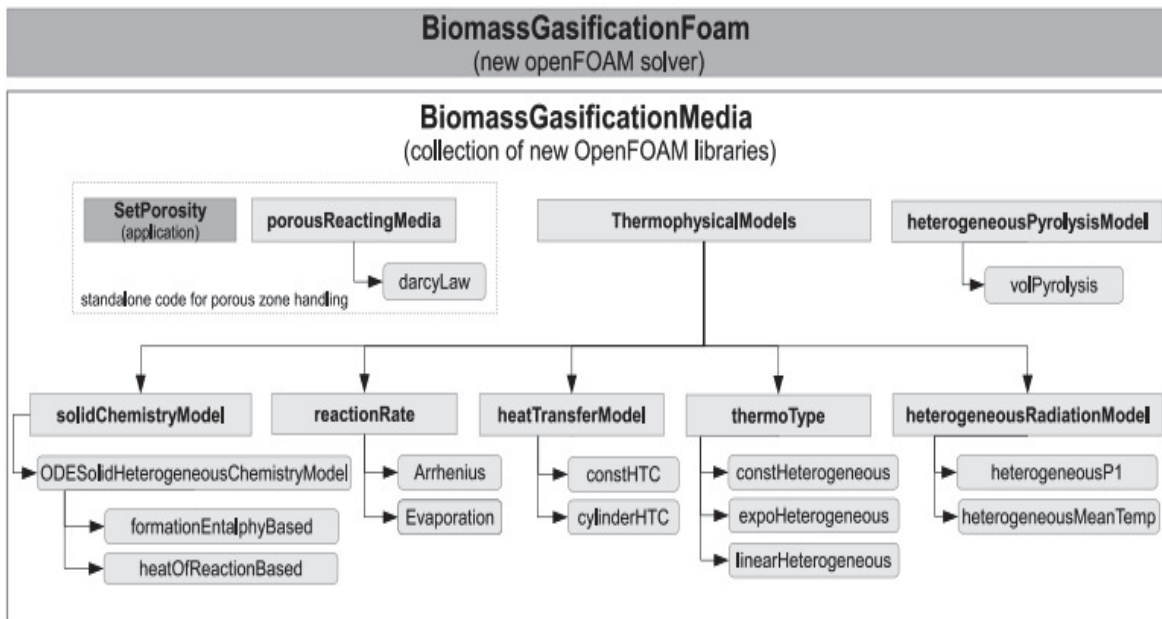 BiomassGasificationFoam
(new openFOAM solver)
BiomassGasificationMedia
(collection of new OpenFOAM libraries)
SetPorosity
(application)
porousReactingMedia
darcyLaw
standalone code for porous zone handling
ThermophysicalModels
heterogeneousPyrolysisModel
volPyrolysis
solidChemistryModel
reactionRate
heatTransferModel
thermoType
heterogeneousRadiationModel
ODESolidHeterogeneousChemistryModel
formationEntalphyBased
heatOfReactionBased
Arrhenius
Evaporation
constHTC
cylinderHTC
constHeterogeneous
expoHeterogeneous
linearHeterogeneous
heterogeneousP1
heterogeneousMeanTemp